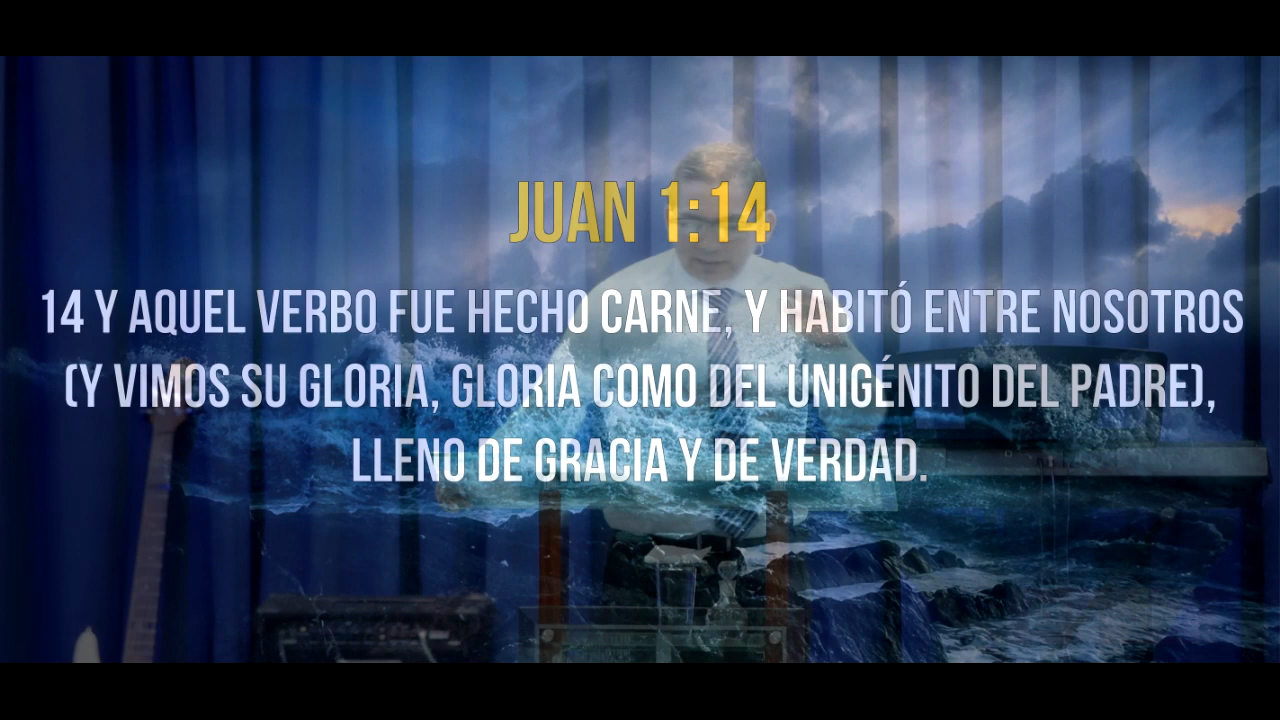 JUAN 1:14
14 Y AQUEL VERBO FUE HECHO CARNE, Y HABITÓ ENTRE NOSOTROS
(Y VIMOS SU GLORIA, GLORIA COMO DEL UNIGÉNITO DEL PADRE),
LLENO DE GRACIA Y DE VERDAD.